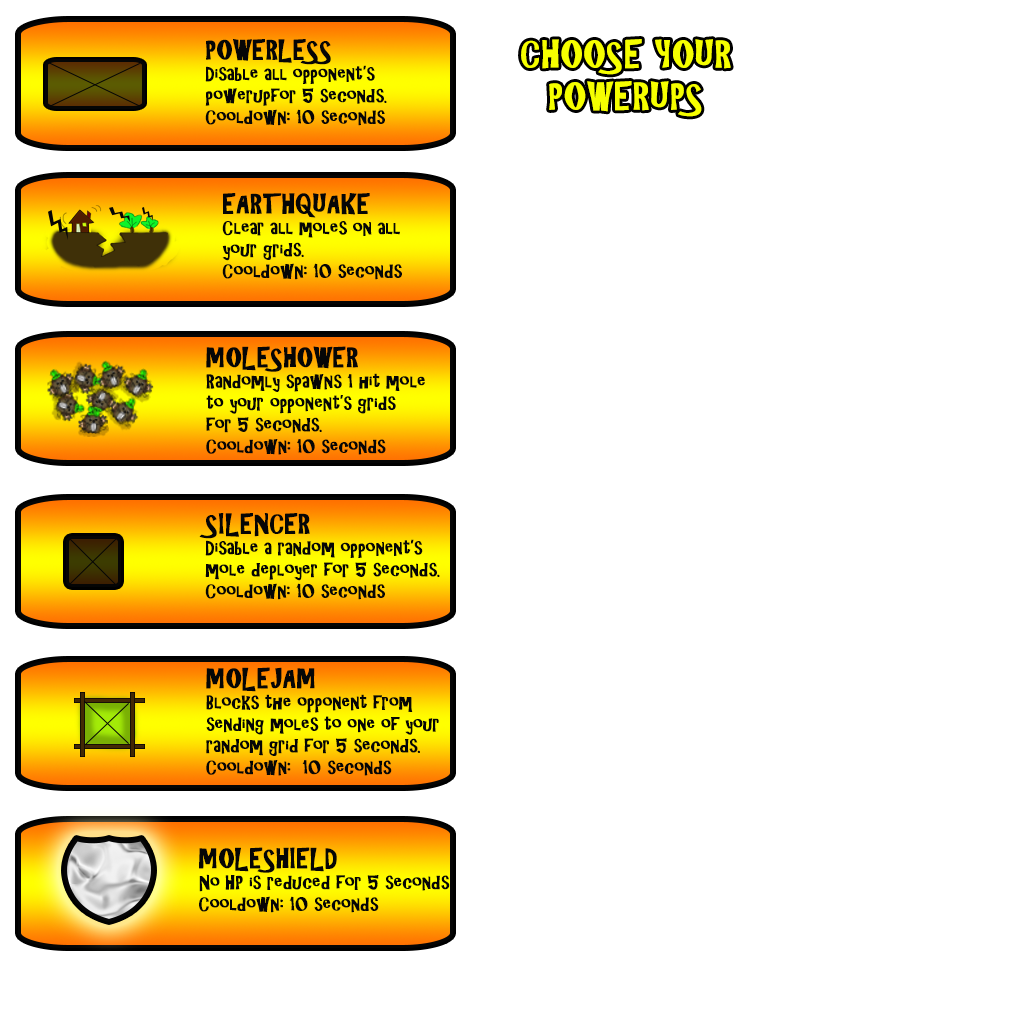 POWERLESS
Disable all opponent's
powerupFor 5 Seconds.
Cooldown: 10 Seconds
EARTHQUAKE
Clear all moles on all
your grids.
Cooldown: 10 Seconds
MOLESHOWER
Randomly Spawns 1 hit mole
to your opponent's grids
For 5 Seconds.
Cooldown: 10 Seconds
SILENCER
Disable a random opponent's
mole deployer For 5 Seconds.
Cooldown: 10 Seconds
MOLEJAM
Blocks the opponent From
Sending moles to one oF your
random grid For 5 Seconds.
Cooldown: 10 Seconds
MOLESHIELD
No HP is reduced For 5 Seconds
Cooldown: 10 Seconds
CHOOSE YOUR
POWERUPS